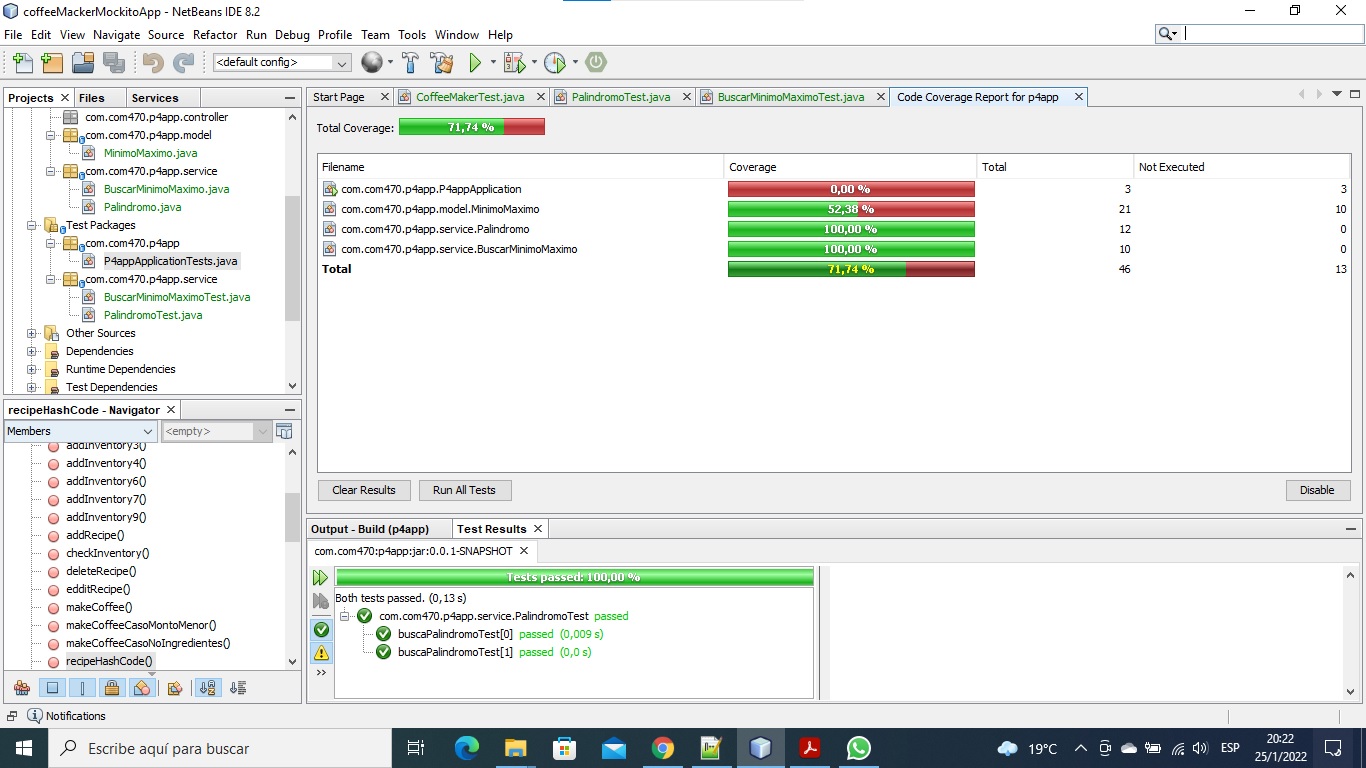 coffeeMackerMockitoApp - NetBeans IDE 8.2
File Edit View Navigate Source Refactor Run Debug Profile Team Tools Window Help
<default config>
Projects Files Services
com.com470.p4app.controller
com.com470.p4app.model
MinimoMaximo.java
com.com470.p4app.service
BuscarMinimoMaximo.java
Palindromo.java
Test Packages
com.com470.p4app
P4appApplicationTests.java
com.com470.p4app.service
BuscarMinimoMaximoTest.java
PalindromoTest.java
Other Sources
Dependencies
Runtime Dependencies
Test Dependencies
recipeHashCode - Navigator
Members <empty>
addInventory3()
addInventory4()
addInventory6()
addInventory7()
addInventory9()
addRecipe()
checkInventory()
deleteRecipe()
edditRecipe()
makeCoffee()
makeCoffeeCasoMontoMenor()
makeCoffeeCasoNoIngredientes()
recipeHashCode()
Start Page CoffeeMakerTest.java PalindromoTest.java BuscarMinimoMaximoTest.java Code Coverage Report for p4app
Total Coverage: 71,74 %
Filename Coverage Total Not Executed
com.com470.p4app.P4appApplication 0,00 % 3 3
com.com470.p4app.model.MinimoMaximo 52,38 % 21 10
com.com470.p4app.service.Palindromo 100,00 % 12 0
com.com470.p4app.service.BuscarMinimoMaximo 100,00 % 10 0
Total 71,74 % 46 13
Clear Results Run All Tests Disable
Output - Build (p4app) Test Results
com.com470:p4app:jar:0.0.1-SNAPSHOT
Tests passed: 100,00 %
Both tests passed. (0,13 s)
com.com470.p4app.service.PalindromoTest passed
buscaPalindromoTest[0] passed (0,009 s)
buscaPalindromoTest[1] passed (0,0 s)
Notifications
Escribe aquí para buscar
19°C
ESP
20:22
25/1/2022